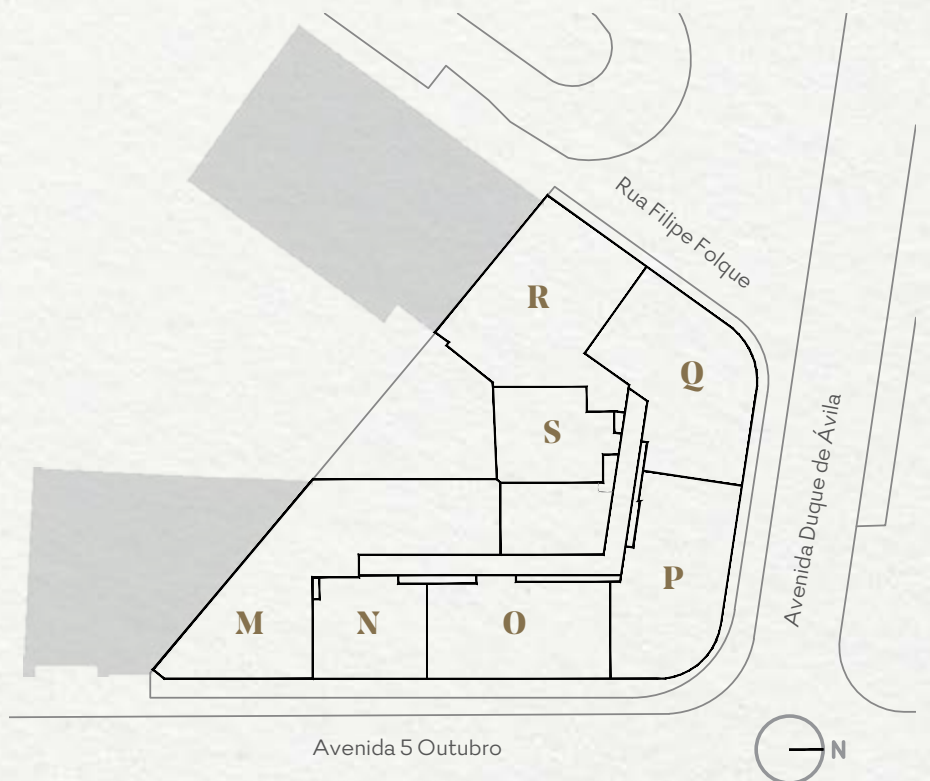 Rua Filipe Folque
R
Q
S
Avenida Duque de Ávila
P
M
N
O
Avenida 5 Outubro
N